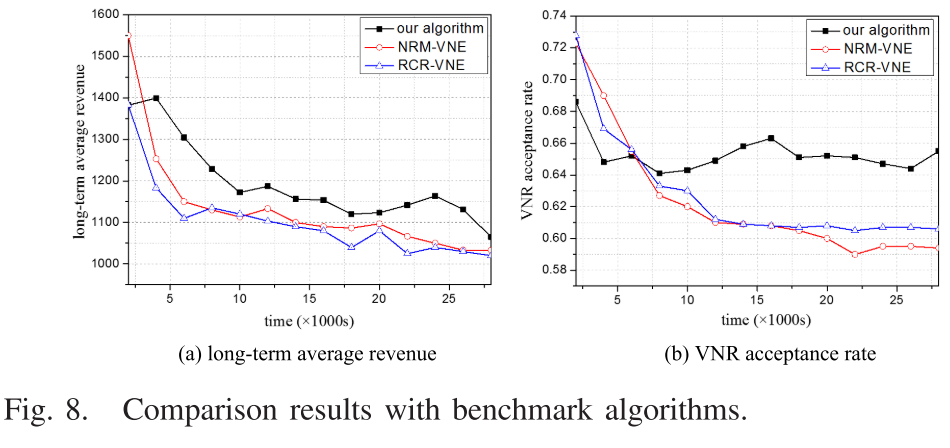 1600
1500
1400
1300
1200
1100
1000
long-term average revenue
our algorithm
NRM-VNE
RCR-VNE
5
10
15
20
25
time (×1000s)
(a) long-term average revenue
0.74
0.72
0.70
0.68
0.66
0.64
0.62
0.60
0.58
VNR acceptance rate
our algorithm
NRM-VNE
RCR-VNE
5
10
15
20
25
time (×1000s)
(b) VNR acceptance rate
Fig. 8. Comparison results with benchmark algorithms.